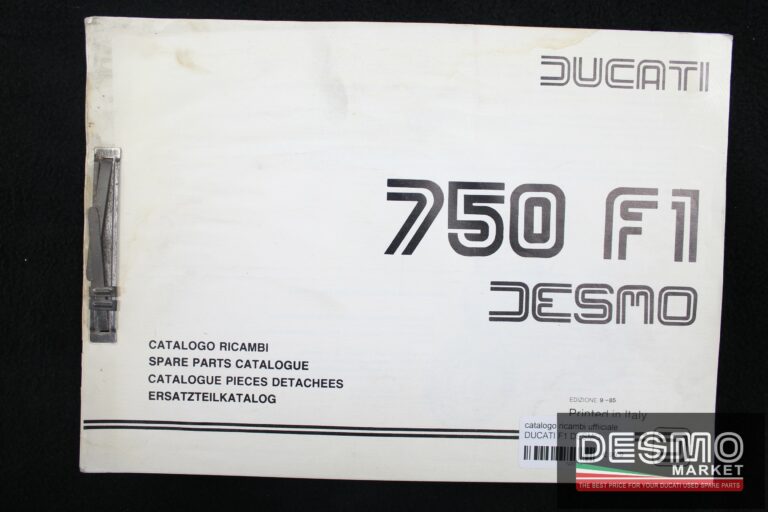 DUCATI
750 F1
DESMO
CATALOGO RICAMBI
SPARE PARTS CATALOGUE
CATALOGUE PIECES DETACHEES
ERSATZTEILKATALOG
EDIZIONE 9-85
Printed in Italy
catalogo ricambi ufficiale
DUCATI F1
DESMO
MARKET
THE BEST PRICE FOR YOUR DUCATI USED SPARE PARTS